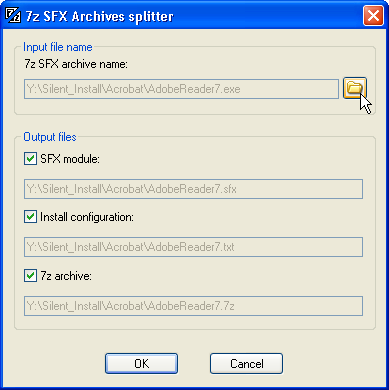 7z SFX Archives splitter
Input file name
7z SFX archive name:
Y:\Silent_Install\Acrobat\AdobeReader7.exe
Output files
SFX module:
Y:\Silent_Install\Acrobat\AdobeReader7.sfx
Install configuration:
Y:\Silent_Install\Acrobat\AdobeReader7.txt
7z archive:
Y:\Silent_Install\Acrobat\AdobeReader7.7z
OK Cancel